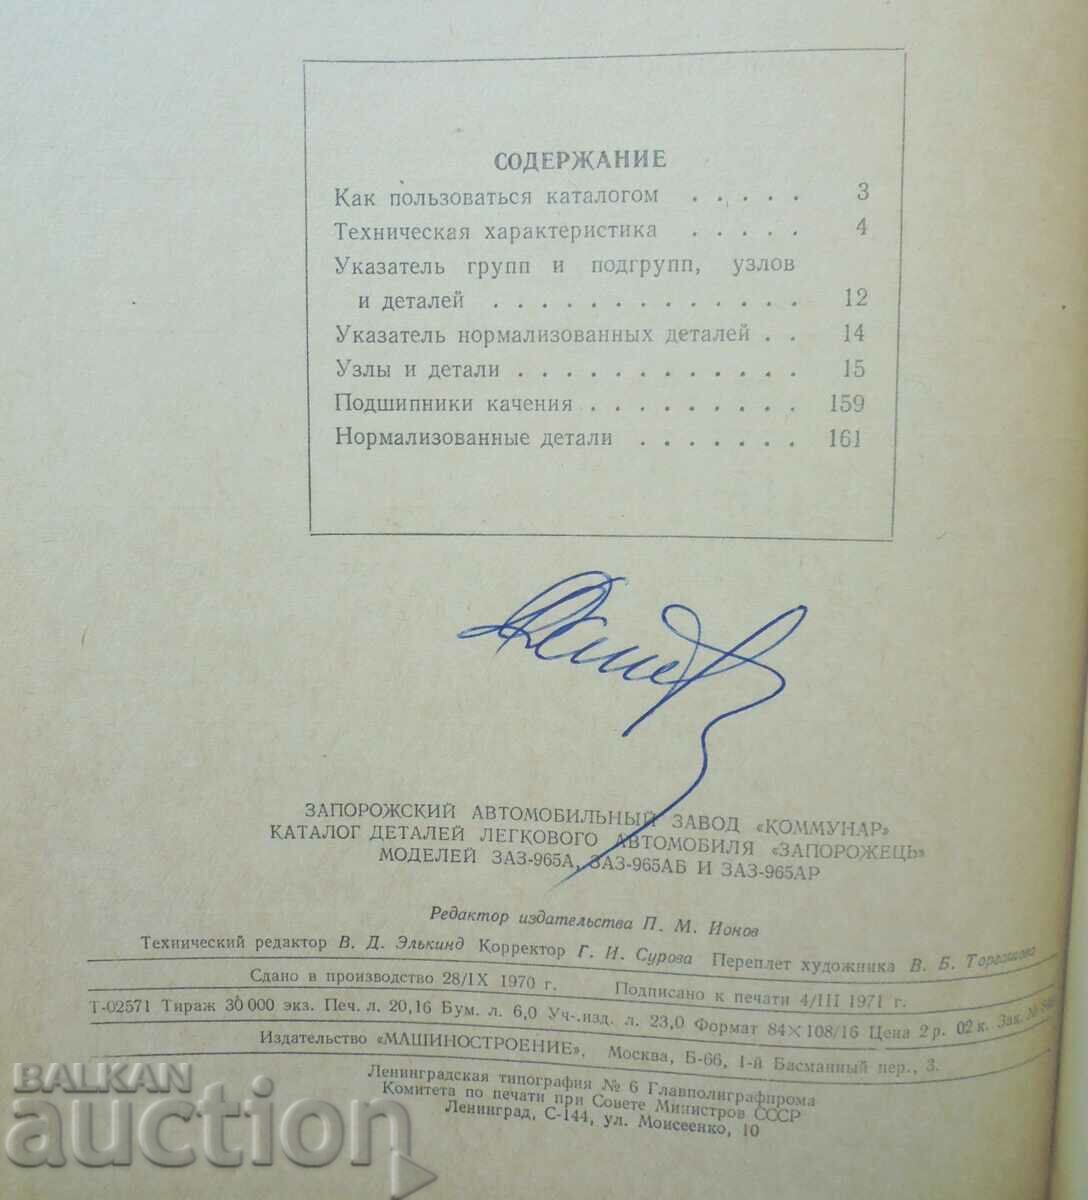 СОДЕРЖАНИЕ
Как пользоваться каталогом . . . . . 3
Техническая характеристика . . . . . 4
Указатель групп и подгрупп, узлов
и деталей . . . . . . . . . . . . . 12
Указатель нормализованных деталей . . 14
Узлы и детали . . . . . . . . . . . . 15
Подшипники качения . . . . . . . . . 159
Нормализованные детали . . . . . . . 161
ЗАПОРОЖСКИЙ АВТОМОБИЛЬНЫЙ ЗАВОД «КОММУНАР»
КАТАЛОГ ДЕТАЛЕЙ ЛЕГКОВОГО АВТОМОБИЛЯ «ЗАПОРОЖЕЦЬ»
МОДЕЛЕЙ ЗАЗ-965А, ЗАЗ-965АБ И ЗАЗ-965АР
Редактор издательства П. М. Ионов
Технический редактор В. Д. Элькинд Корректор Г. И. Сурова Переплет художника В. Б. Торгашова
Сдано в производство 28/IX 1970 г. Подписано к печати 4/III 1971 г.
Т-02571 Тираж 30 000 экз. Печ. л. 20,16 Бум. л. 6,0 Уч.-изд. л. 23,0 Формат 84×108/16 Цена 2 р. 02 к. Зак. №
Издательство «МАШИНОСТРОЕНИЕ», Москва, Б-66, 1-й Басманный пер., 3.
Ленинградская типография № 6 Главполиграфпрома
Комитета по печати при Совете Министров СССР
Ленинград, С-144, ул. Моисеенко, 10
BALKAN
auction